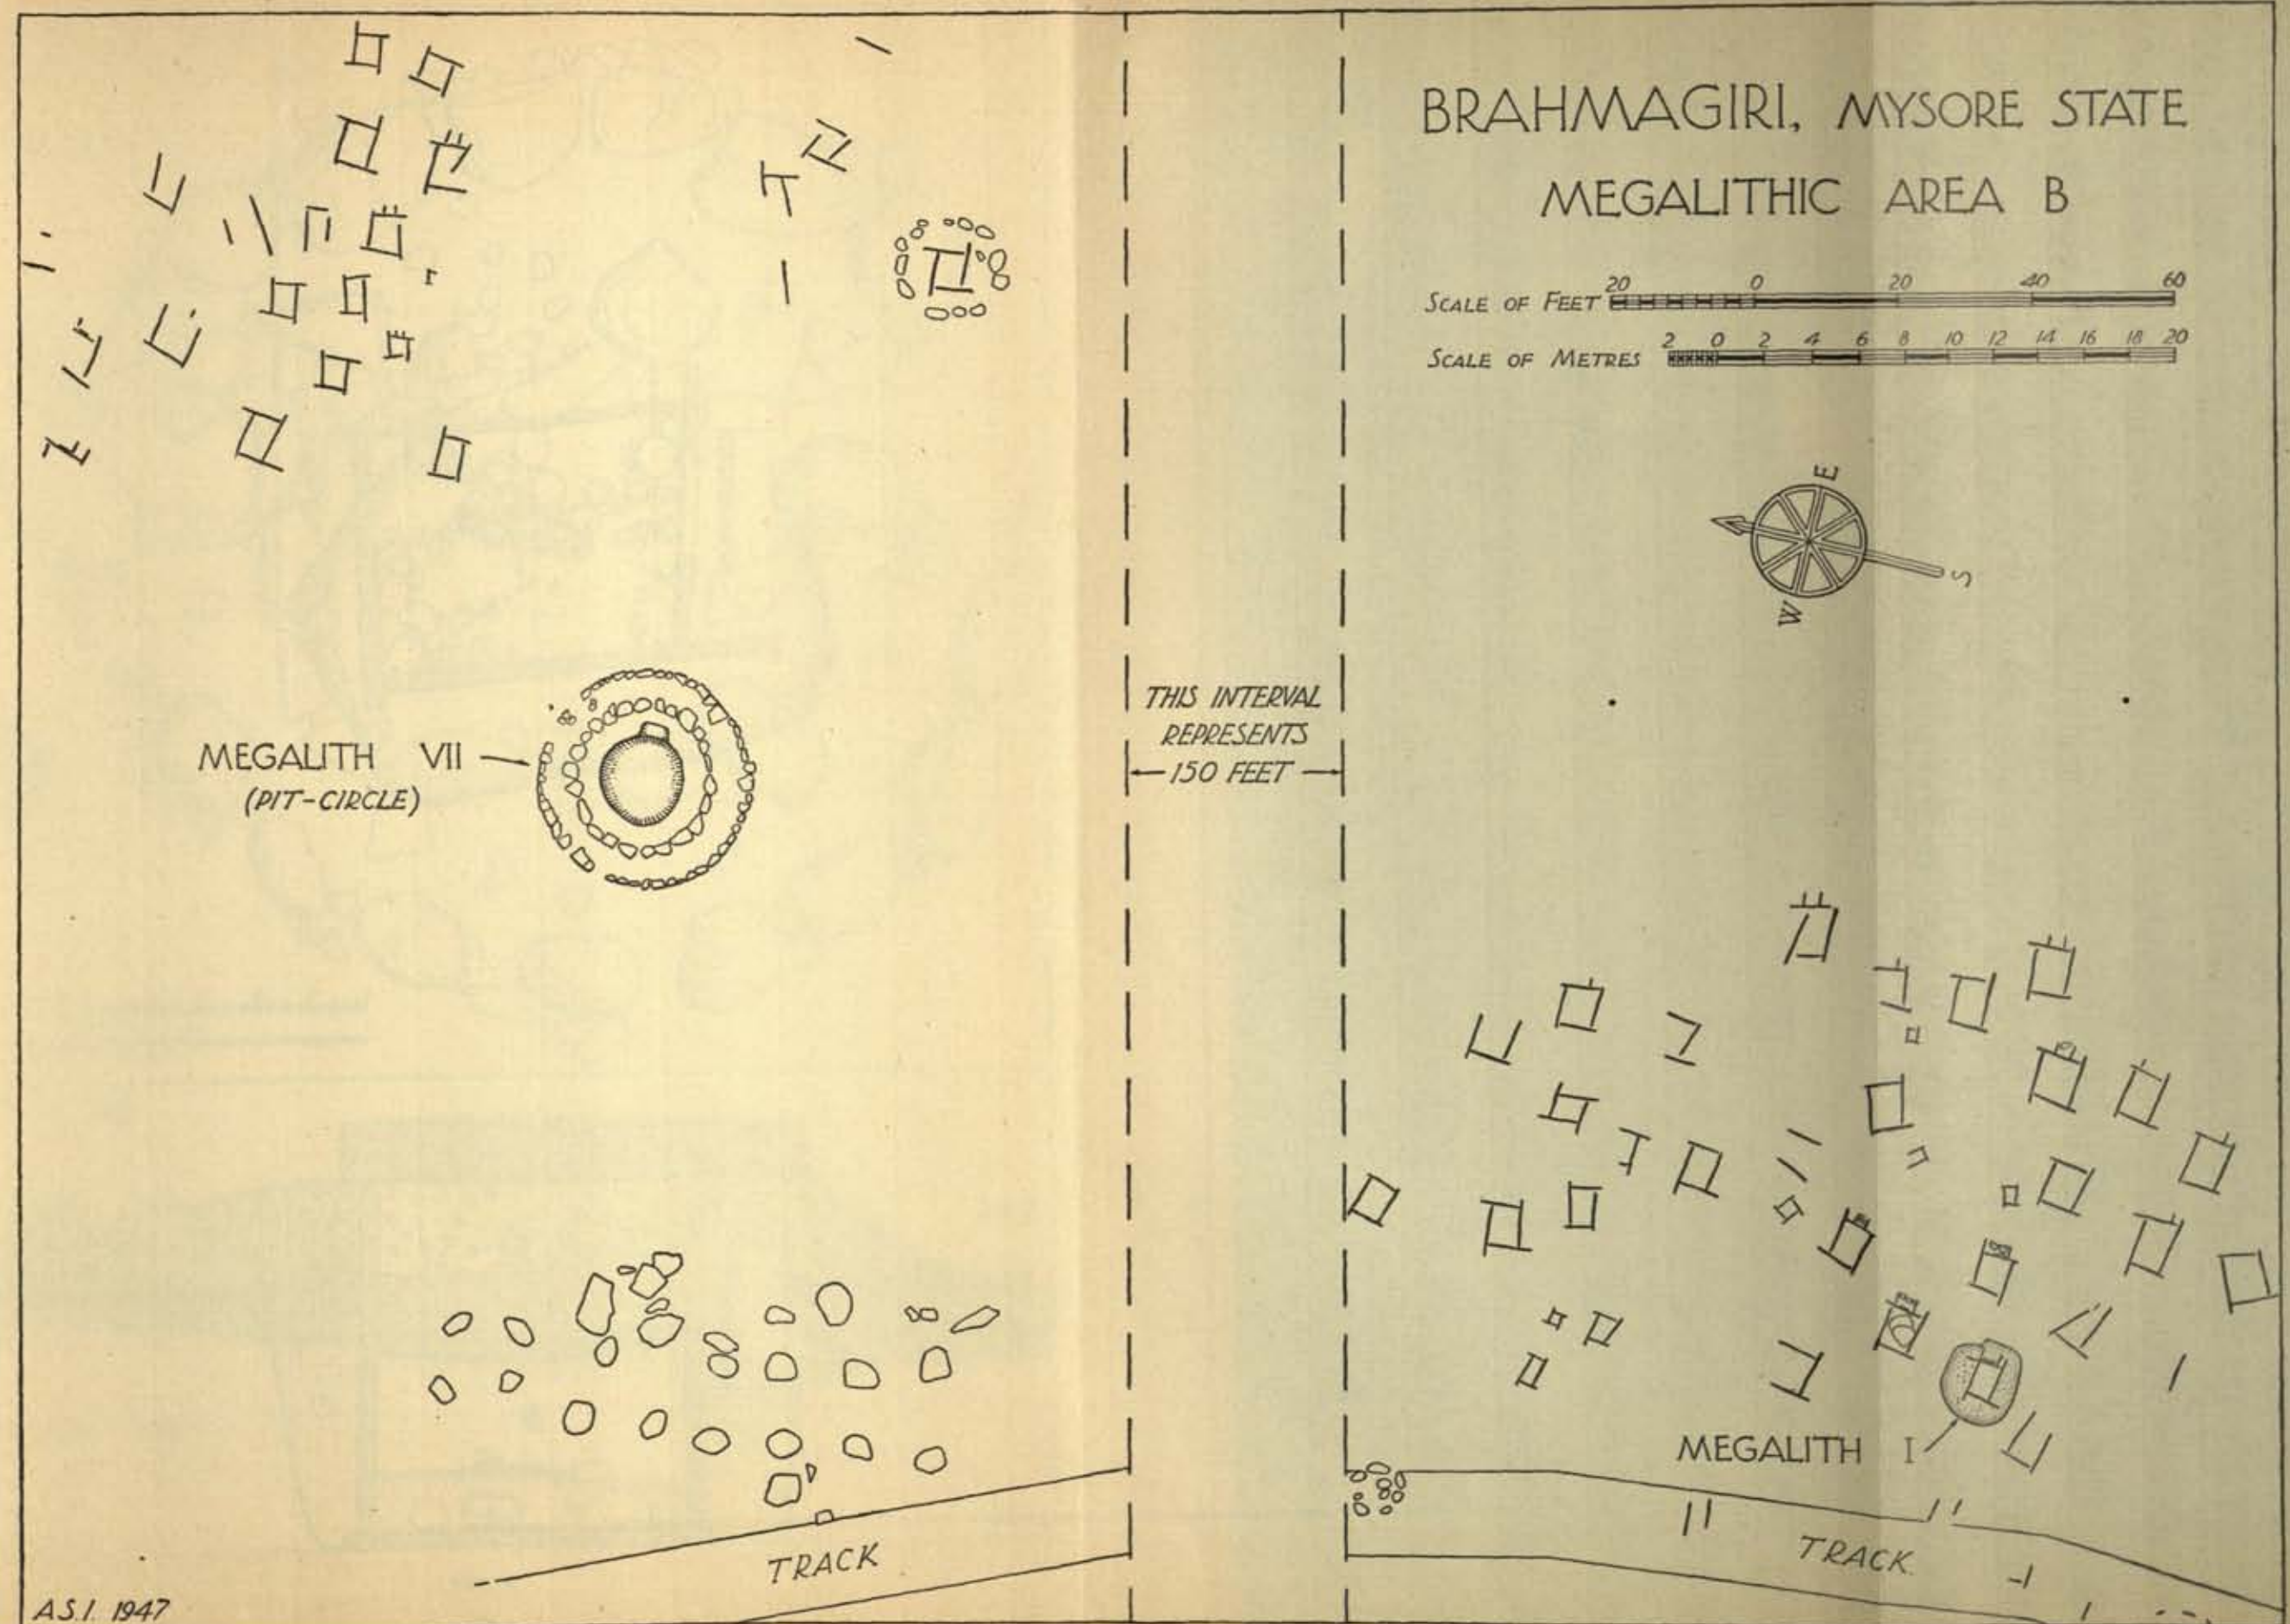 BRAHMAGIRI, MYSORE STATE
MEGALITHIC AREA B
SCALE OF FEET 20 0 20 40 60
SCALE OF METRES 2 0 2 4 6 8 10 12 14 16 18 20
E
S
W
THIS INTERVAL
REPRESENTS
150 FEET
MEGALITH VII
(PIT-CIRCLE)
MEGALITH I
TRACK
TRACK
A.S.I. 1947